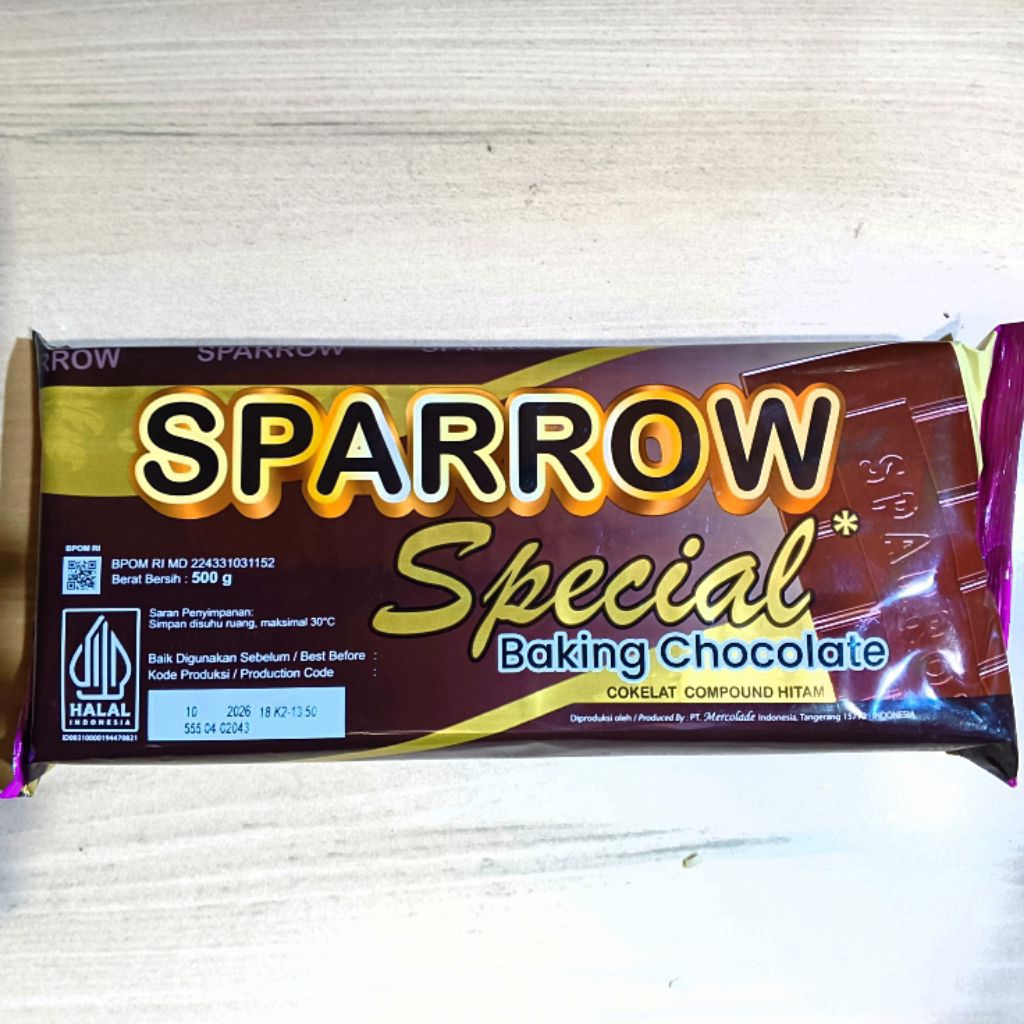 RROW SPARROW
SPARROW
Special*
Baking Chocolate
COKELAT COMPOUND HITAM
BPOM RI
BPOM RI MD 224331031152
Berat Bersih : 500 g
Saran Penyimpanan:
Simpan disuhu ruang, maksimal 30°C
Baik Digunakan Sebelum / Best Before :
Kode Produksi / Production Code :
10 2026 18 K2-13:50
555 04 02043
HALAL
INDONESIA
Diproduksi oleh / Produced By : PT. Mercolade Indonesia, Tangerang INDONESIA